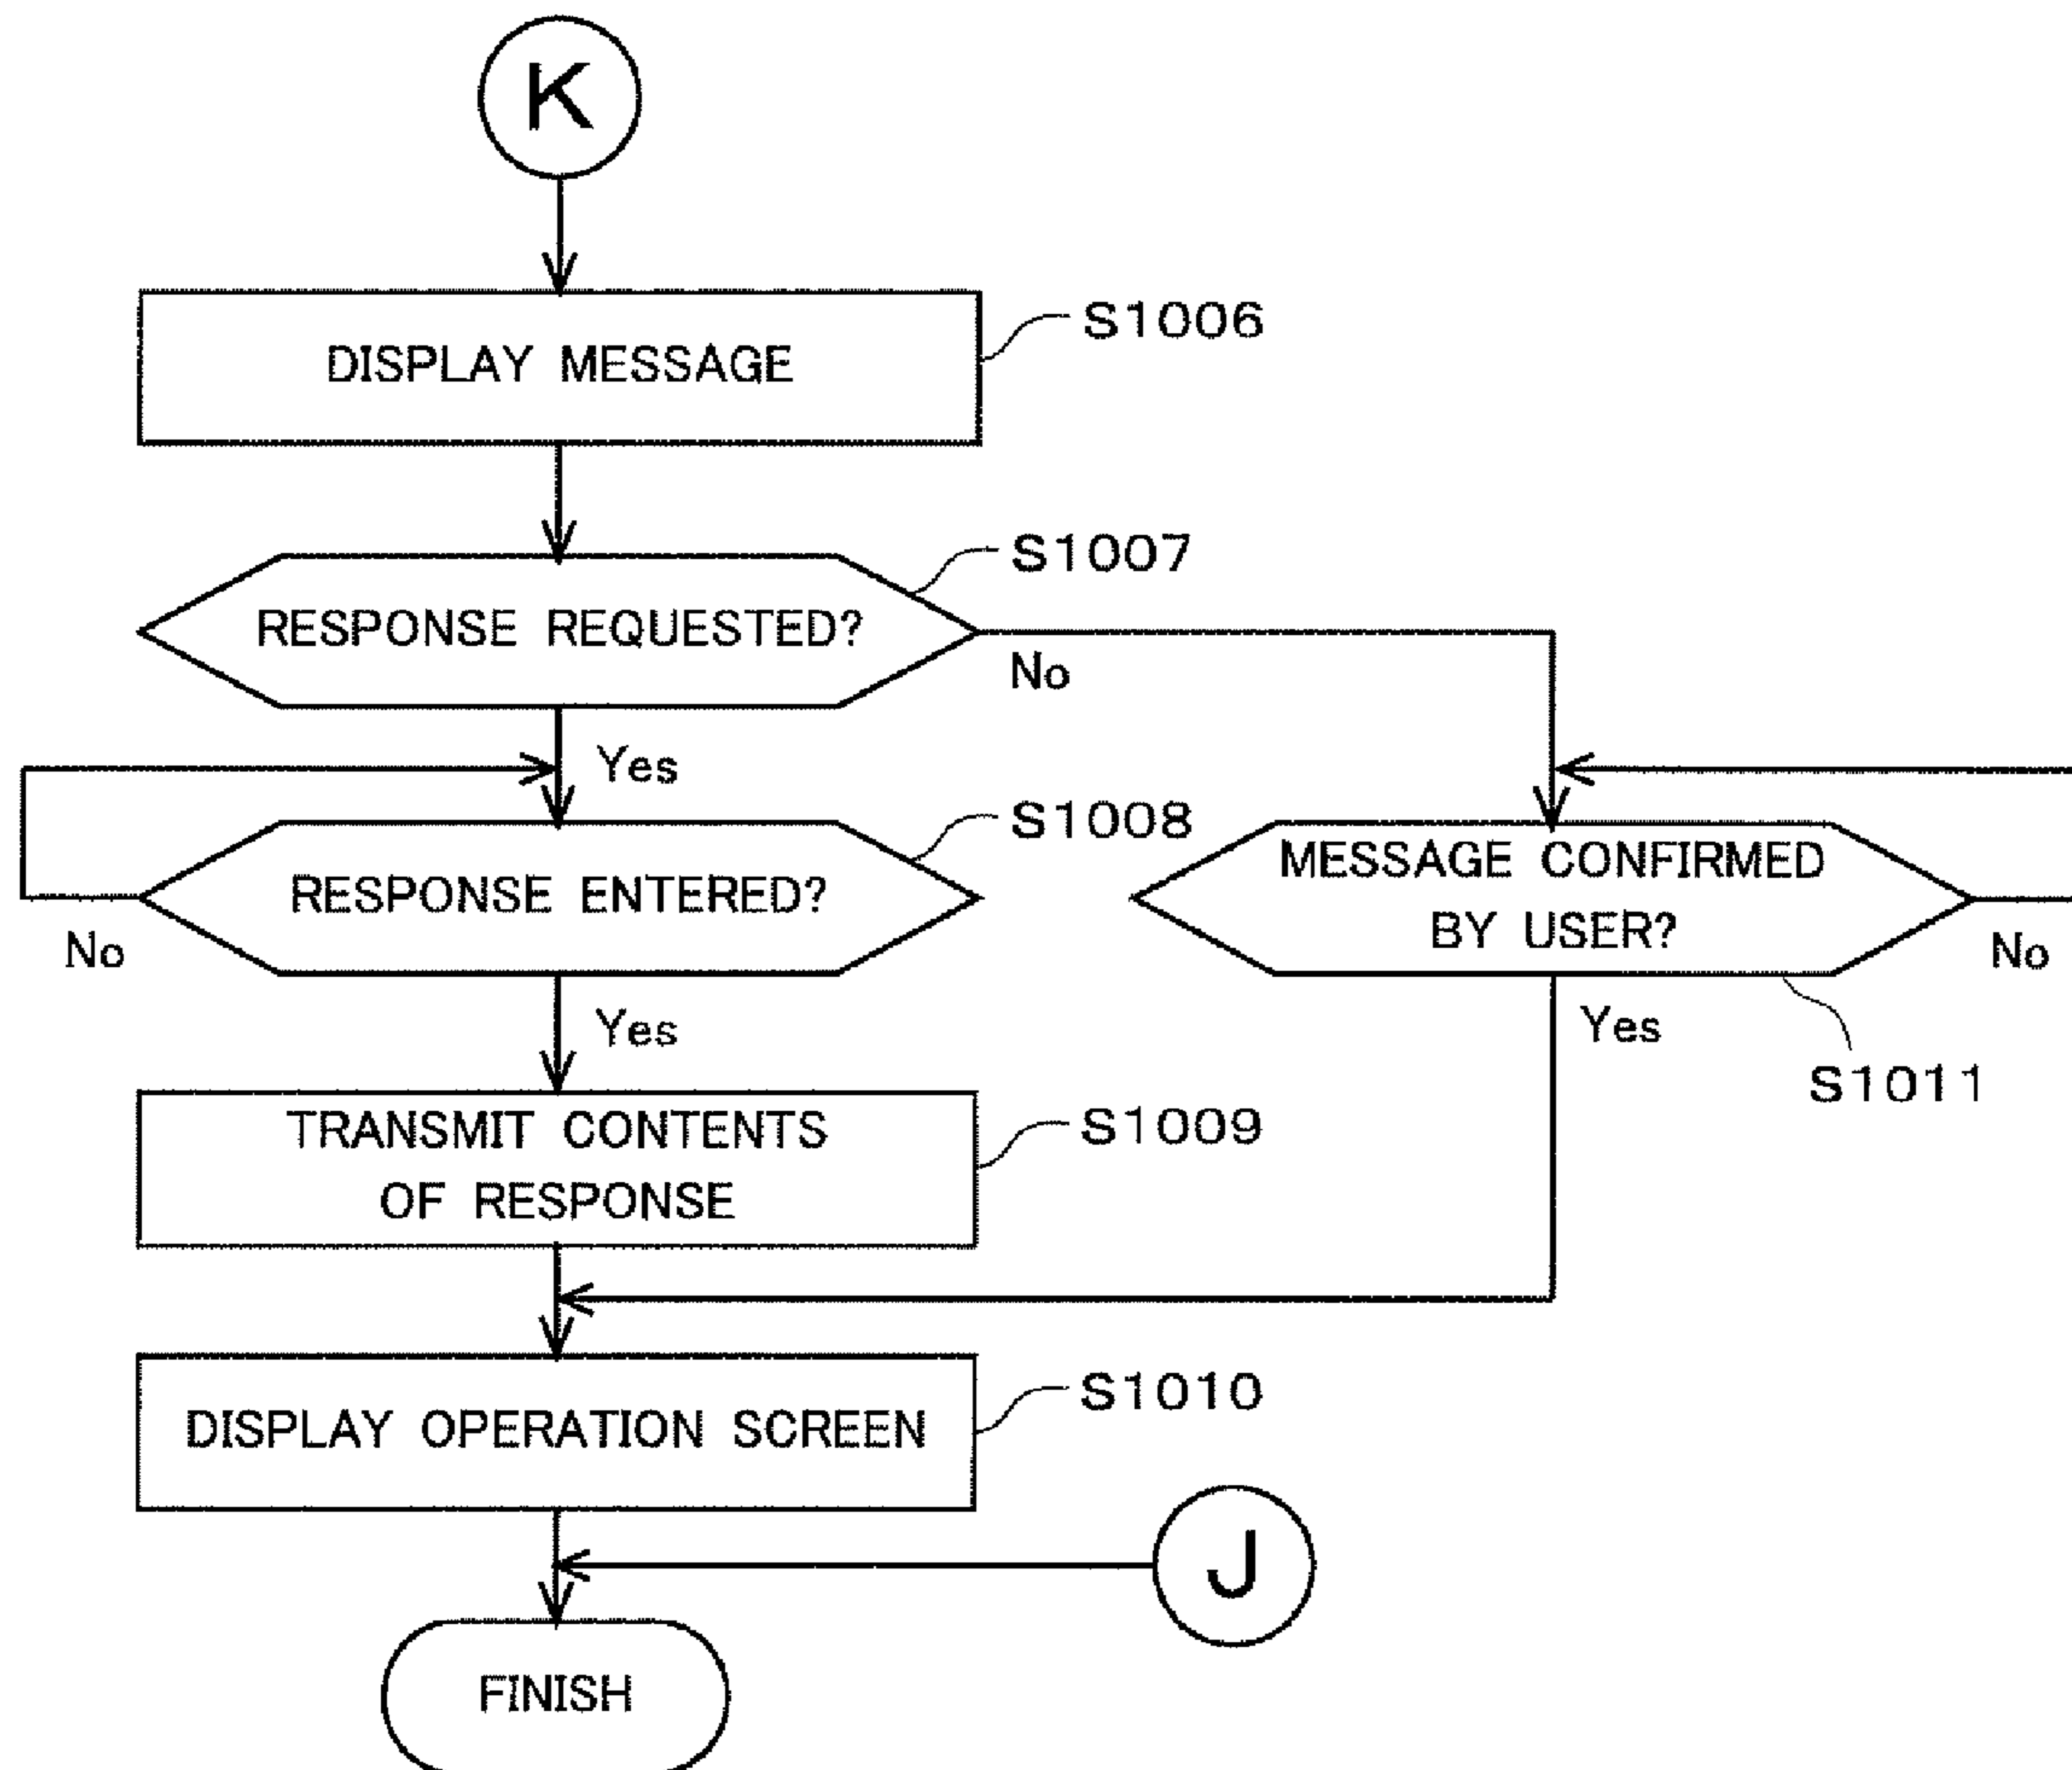 K
DISPLAY MESSAGE
S1006
RESPONSE REQUESTED?
S1007
No
Yes
RESPONSE ENTERED?
S1008
No
Yes
MESSAGE CONFIRMED
BY USER?
No
Yes
S1011
TRANSMIT CONTENTS
OF RESPONSE
S1009
DISPLAY OPERATION SCREEN
S1010
J
FINISH